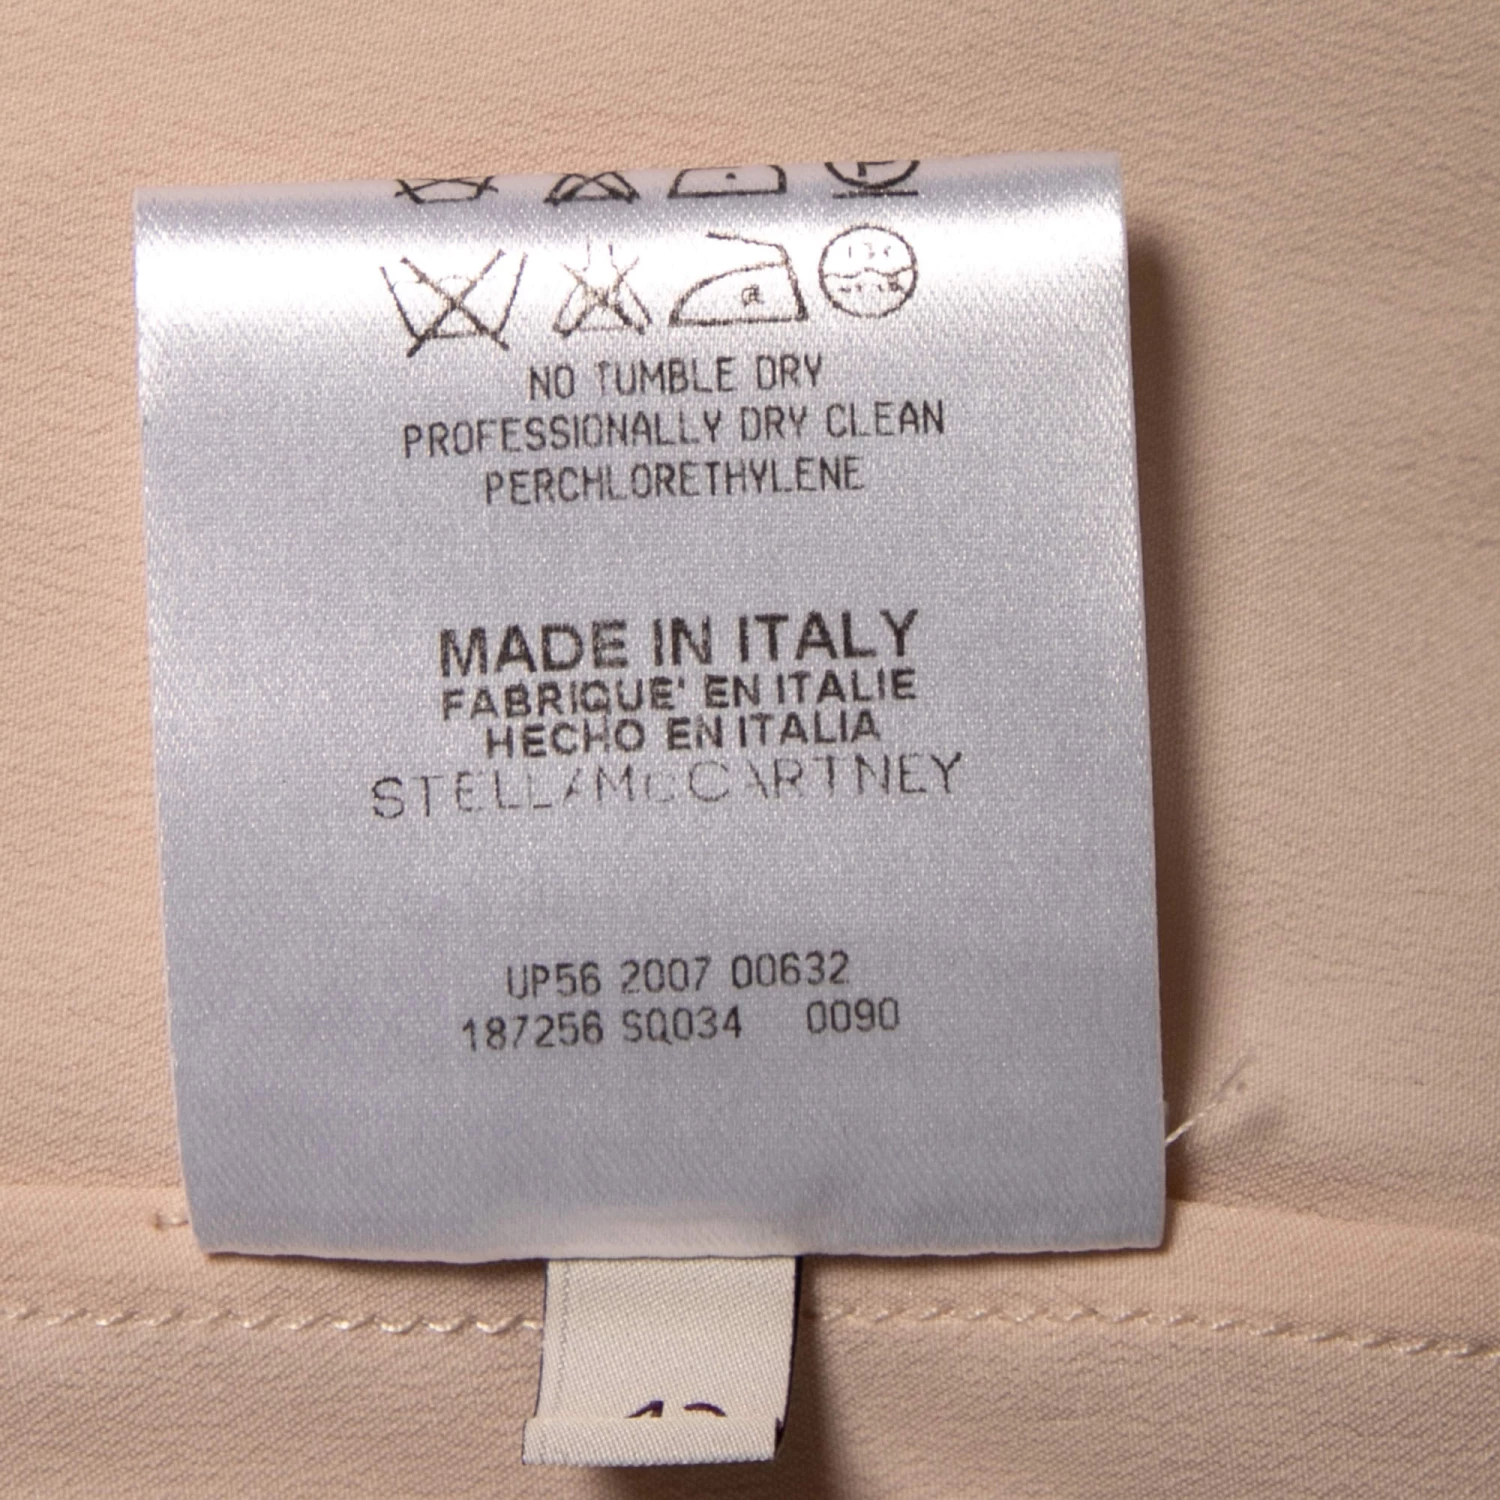 NO TUMBLE DRY
PROFESSIONALLY DRY CLEAN
PERCHLORETHYLENE
MADE IN ITALY
FABRIQUE' EN ITALIE
HECHO EN ITALIA
STELLAMcCARTNEY
UP56 2007 00632
187256 SQ034 0090